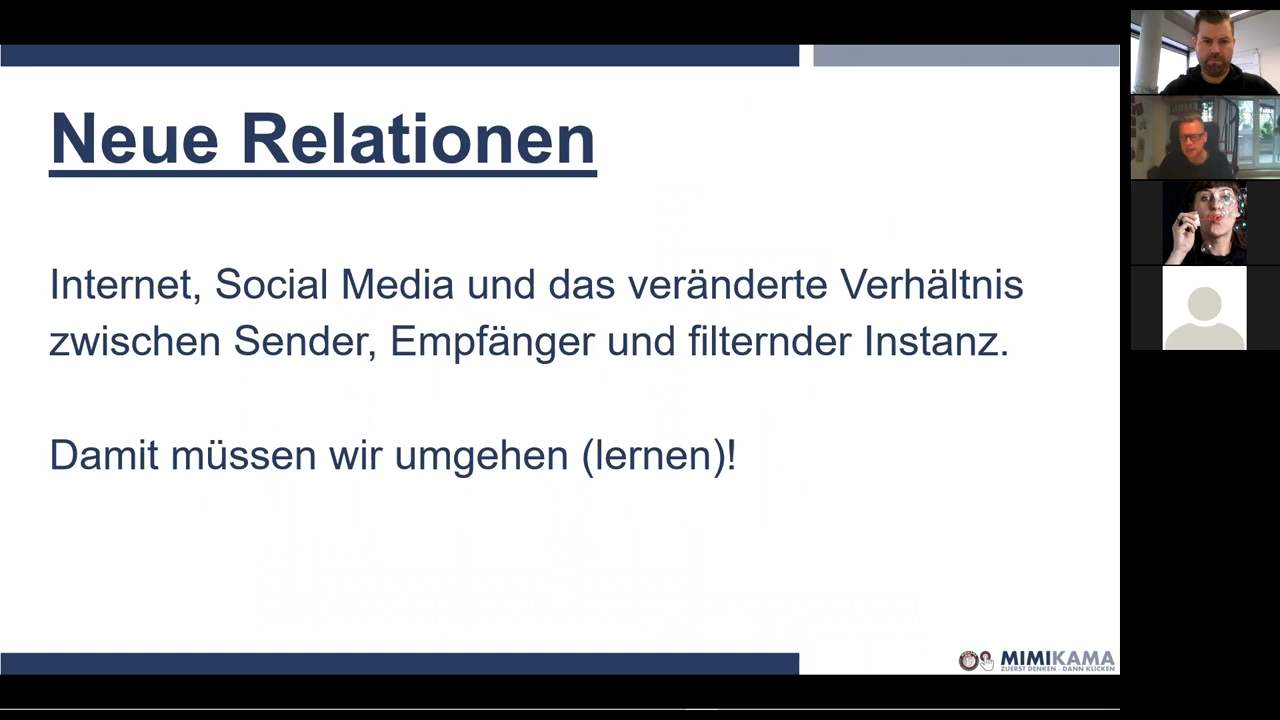 Neue Relationen
Internet, Social Media und das veränderte Verhältnis
zwischen Sender, Empfänger und filternder Instanz.
Damit müssen wir umgehen (lernen)!
MIMIKAMA
ZUERST DENKEN - DANN KLICKEN